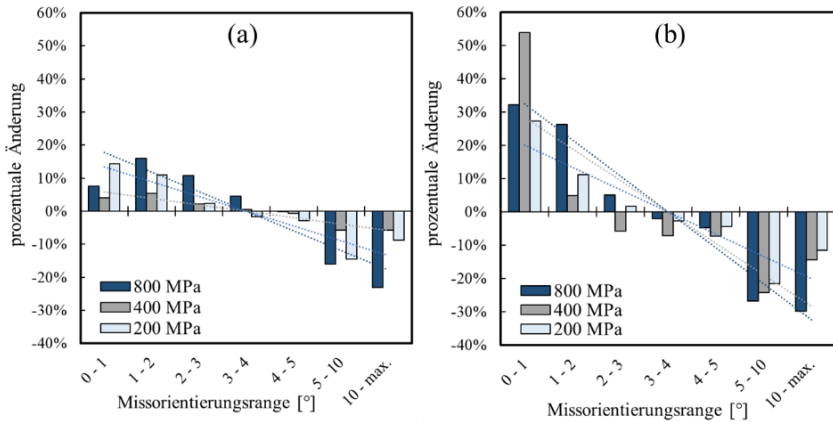 (a)
prozentuale Änderung
60%
50%
40%
30%
20%
10%
0%
-10%
-20%
-30%
-40%
800 MPa
400 MPa
200 MPa
0 - 1
1 - 2
2 - 3
3 - 4
4 - 5
5 - 10
10 - max.
Missorientierungsrange [°]
(b)
prozentuale Änderung
60%
50%
40%
30%
20%
10%
0%
-10%
-20%
-30%
-40%
800 MPa
400 MPa
200 MPa
0 - 1
1 - 2
2 - 3
3 - 4
4 - 5
5 - 10
10 - max.
Missorientierungsrange [°]